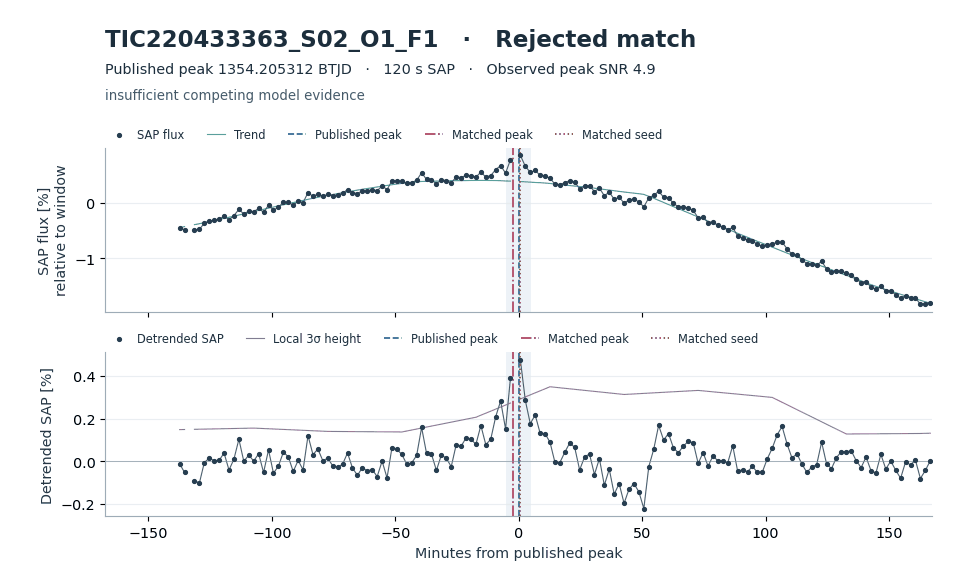 TIC220433363_S02_O1_F1 · Rejected match
Published peak 1354.205312 BTJD · 120 s SAP · Observed peak SNR 4.9
insufficient competing model evidence
SAP flux Trend Published peak Matched peak Matched seed
SAP flux [%]
relative to window
0
−1
Detrended SAP Local 3σ height Published peak Matched peak Matched seed
Detrended SAP [%]
0.4
0.2
0.0
−0.2
−150 −100 −50 0 50 100 150
Minutes from published peak